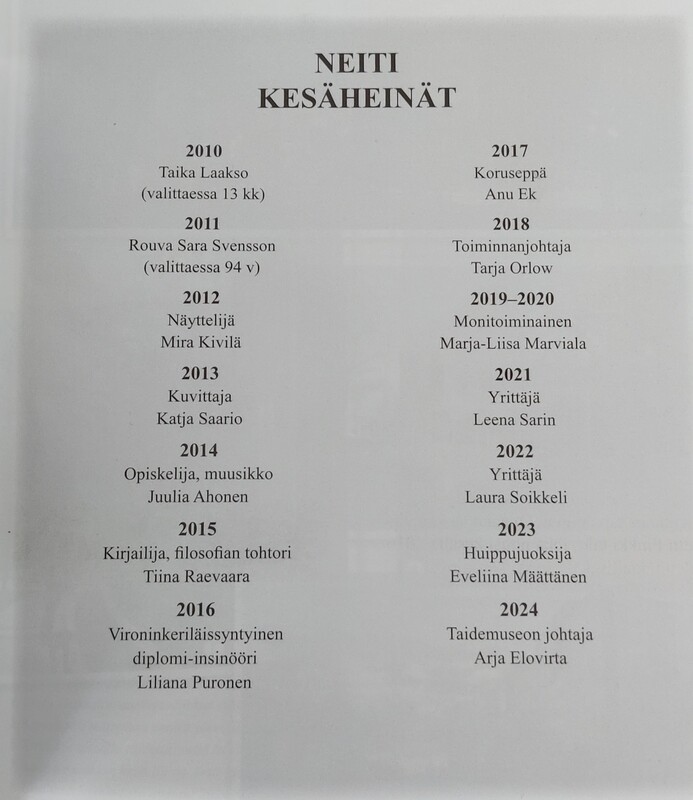 NEITI
KESÄHEINÄT
2010
Taika Laakso
(valittaessa 13 kk)
2011
Rouva Sara Svensson
(valittaessa 94 v)
2012
Näyttelijä
Mira Kivilä
2013
Kuvittaja
Katja Saario
2014
Opiskelija, muusikko
Juulia Ahonen
2015
Kirjailija, filosofian tohtori
Tiina Raevaara
2016
Vironinkeriläissyntyinen
diplomi-insinööri
Liliana Puronen
2017
Koruseppä
Anu Ek
2018
Toiminnanjohtaja
Tarja Orlow
2019–2020
Monitoiminainen
Marja-Liisa Marviala
2021
Yrittäjä
Leena Sarin
2022
Yrittäjä
Laura Soikkeli
2023
Huippujuoksija
Eveliina Määttänen
2024
Taidemuseon johtaja
Arja Elovirta